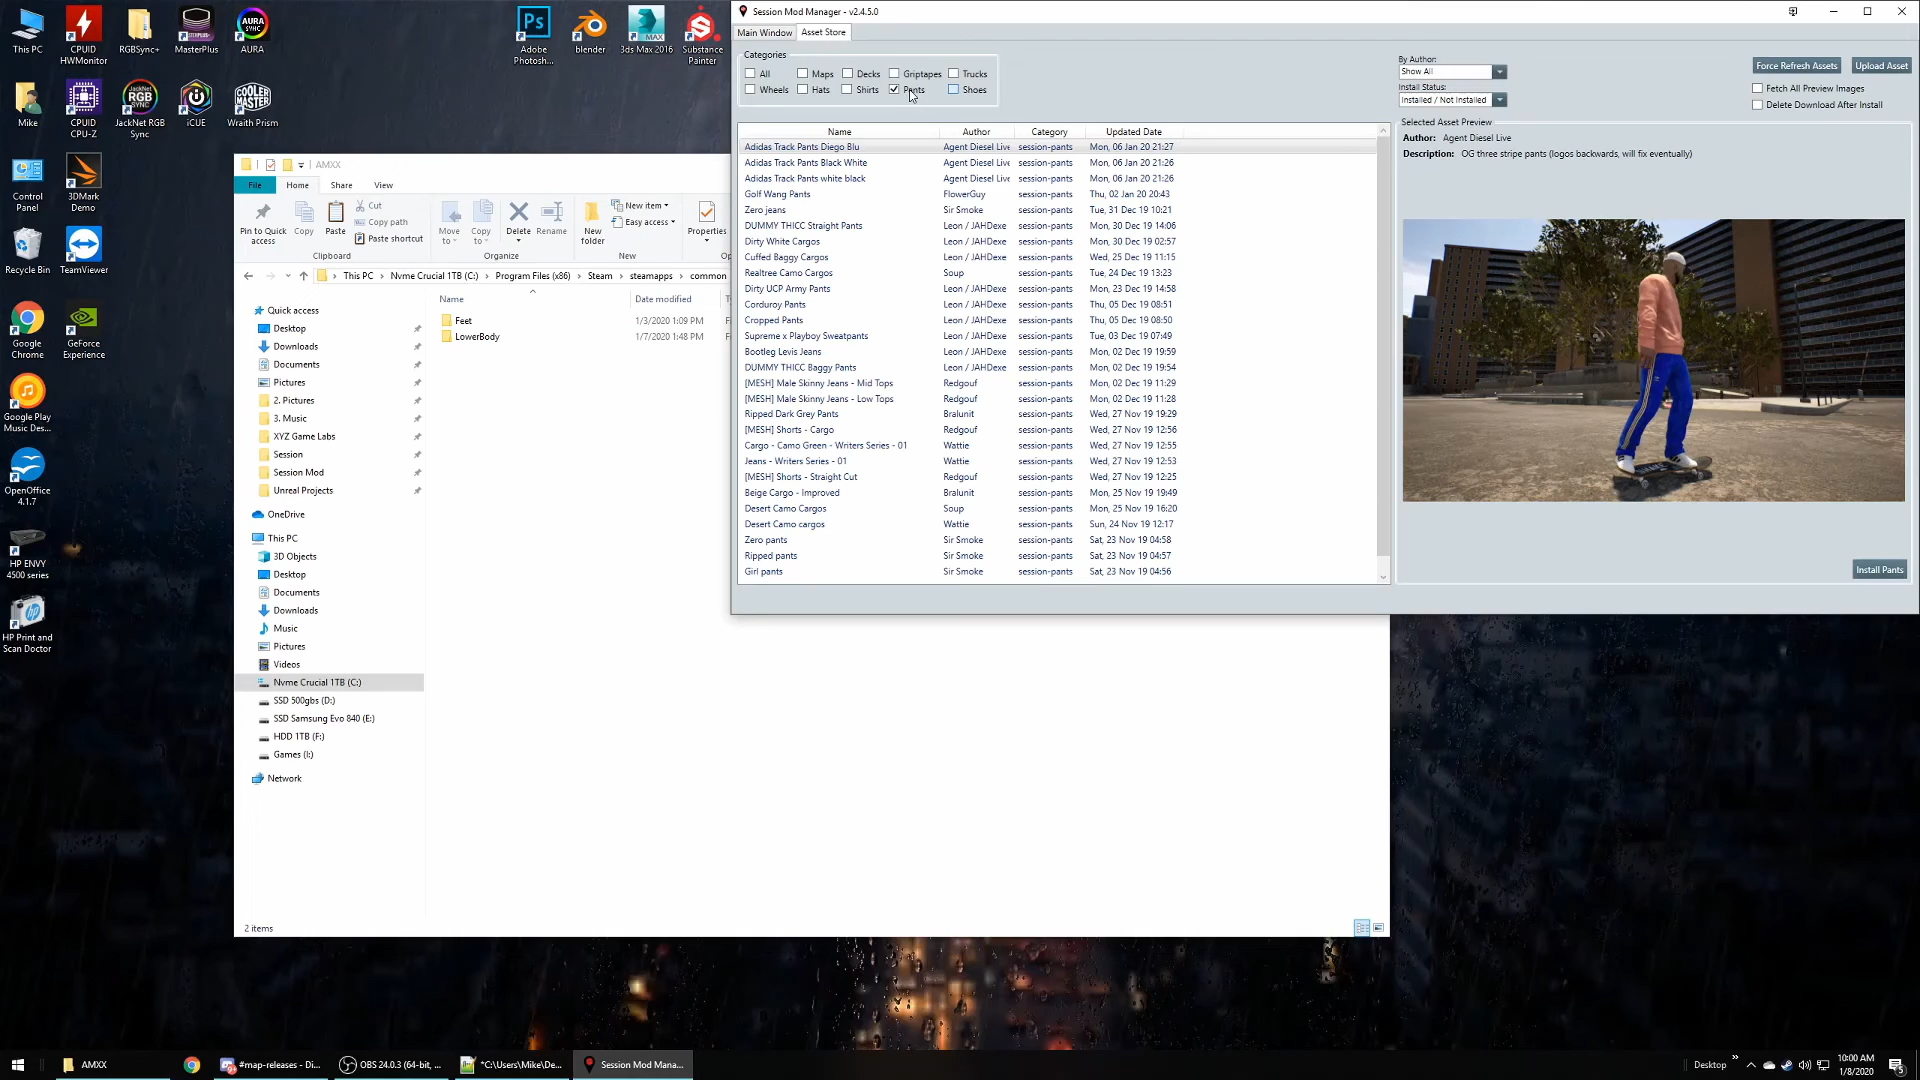 This PC
CPUID
HWMonitor
RGBSync+
MasterPlus
AURA
SYNC
AURA
Ps
Adobe
Photosh...
blender
MAX
3ds Max 2016
Substance
Painter
Mike
CPUID
CPU-Z
JackNet RGB
Sync
iCUE
COOLER
MASTER
Wraith Prism
Control
Panel
3DMark
Demo
Recycle Bin
TeamViewer
Google
Chrome
GeForce
Experience
Google Play
Music Des...
OpenOffice
4.1.7
HP ENVY
4500 series
HP Print and
Scan Doctor
AMXX
File
Home
Share
View
Pin to Quick
access
Copy
Paste
Cut
Copy path
Paste shortcut
Clipboard
Move
to
Copy
to
Delete
Rename
Organize
New
folder
New item
Easy access
New
Properties
Op
This PC > Nvme Crucial 1TB (C:) > Program Files (x86) > Steam > steamapps > common
Name
Date modified
Feet
1/3/2020 1:09 PM
LowerBody
1/7/2020 1:48 PM
Quick access
Desktop
Downloads
Documents
Pictures
2. Pictures
3. Music
XYZ Game Labs
Session
Session Mod
Unreal Projects
OneDrive
This PC
3D Objects
Desktop
Documents
Downloads
Music
Pictures
Videos
Nvme Crucial 1TB (C:)
SSD 500gbs (D:)
SSD Samsung Evo 840 (E:)
HDD 1TB (F:)
Games (I:)
Network
2 items
Session Mod Manager - v2.4.5.0
Main Window
Asset Store
Categories
All
Maps
Decks
Griptapes
Trucks
Wheels
Hats
Shirts
Pants
Shoes
By Author:
Show All
Install Status:
Installed / Not Installed
Force Refresh Assets
Upload Asset
Fetch All Preview Images
Delete Download After Install
Name Author Category Updated Date
Adidas Track Pants Diego Blu Agent Diesel Live session-pants Mon, 06 Jan 20 21:27
Adidas Track Pants Black White Agent Diesel Live session-pants Mon, 06 Jan 20 21:26
Adidas Track Pants white black Agent Diesel Live session-pants Mon, 06 Jan 20 21:26
Golf Wang Pants FlowerGuy session-pants Thu, 02 Jan 20 20:43
Zero jeans Sir Smoke session-pants Tue, 31 Dec 19 10:21
DUMMY THICC Straight Pants Leon / JAHDexe session-pants Mon, 30 Dec 19 14:06
Dirty White Cargos Leon / JAHDexe session-pants Mon, 30 Dec 19 02:57
Cuffed Baggy Cargos Leon / JAHDexe session-pants Wed, 25 Dec 19 11:15
Realtree Camo Cargos Soup session-pants Tue, 24 Dec 19 13:23
Dirty UCP Army Pants Leon / JAHDexe session-pants Mon, 23 Dec 19 14:58
Corduroy Pants Leon / JAHDexe session-pants Thu, 05 Dec 19 08:51
Cropped Pants Leon / JAHDexe session-pants Thu, 05 Dec 19 08:50
Supreme x Playboy Sweatpants Leon / JAHDexe session-pants Tue, 03 Dec 19 07:49
Bootleg Levis Jeans Leon / JAHDexe session-pants Mon, 02 Dec 19 19:59
DUMMY THICC Baggy Pants Leon / JAHDexe session-pants Mon, 02 Dec 19 19:54
[MESH] Male Skinny Jeans - Mid Tops Redgouf session-pants Mon, 02 Dec 19 11:29
[MESH] Male Skinny Jeans - Low Tops Redgouf session-pants Mon, 02 Dec 19 11:28
Ripped Dark Grey Pants Bralunit session-pants Wed, 27 Nov 19 19:29
[MESH] Shorts - Cargo Redgouf session-pants Wed, 27 Nov 19 12:56
Cargo - Camo Green - Writers Series - 01 Wattie session-pants Wed, 27 Nov 19 12:55
Jeans - Writers Series - 01 Wattie session-pants Wed, 27 Nov 19 12:53
[MESH] Shorts - Straight Cut Redgouf session-pants Wed, 27 Nov 19 12:25
Beige Cargo - Improved Bralunit session-pants Mon, 25 Nov 19 19:49
Desert Camo Cargos Soup session-pants Mon, 25 Nov 19 16:20
Desert Camo cargos Wattie session-pants Sun, 24 Nov 19 12:17
Zero pants Sir Smoke session-pants Sat, 23 Nov 19 04:58
Ripped pants Sir Smoke session-pants Sat, 23 Nov 19 04:57
Girl pants Sir Smoke session-pants Sat, 23 Nov 19 04:56
Selected Asset Preview
Author: Agent Diesel Live
Description: OG three stripe pants (logos backwards, will fix eventually)
Install Pants
AMXX
#map-releases - Di...
OBS 24.0.3 (64-bit, ...
*C:\Users\Mike\De...
Session Mod Mana...
Desktop
10:00 AM
1/8/2020
5